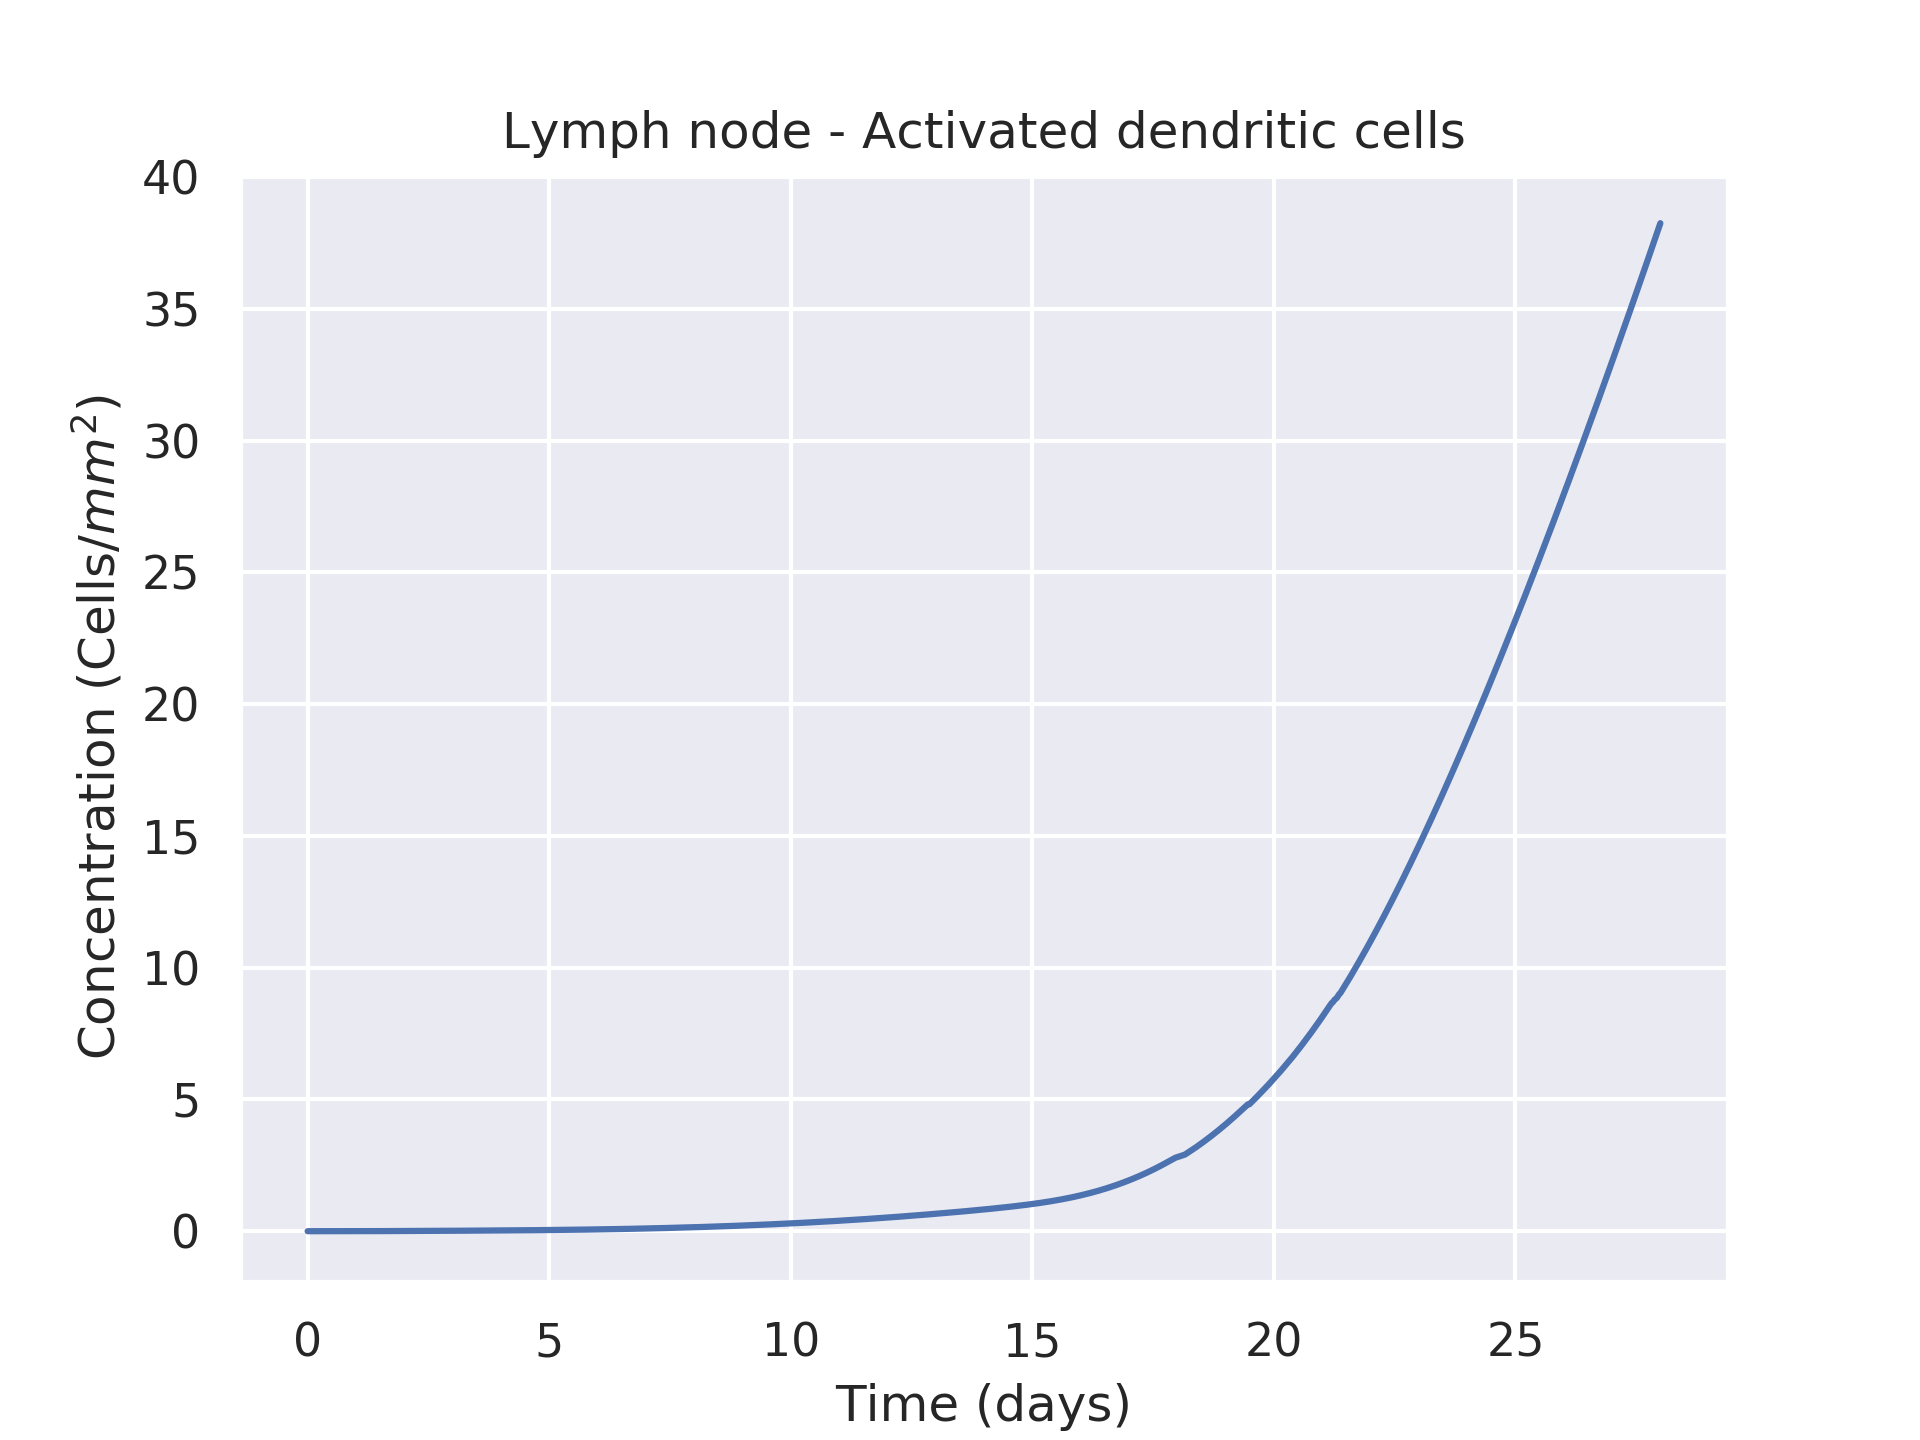 Lymph node - Activated dendritic cells
40
35
30
25
20
15
10
5
0
Concentration (Cells/mm²)
0 5 10 15 20 25
Time (days)